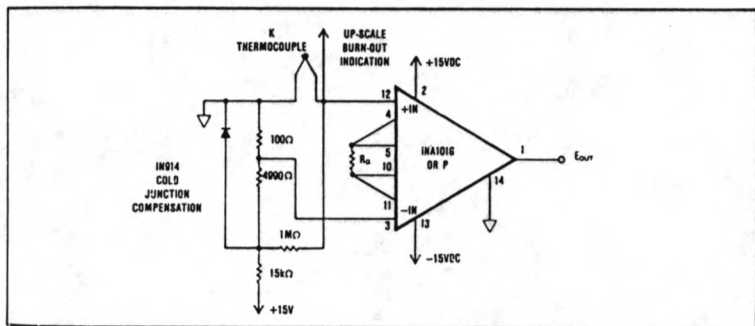 K
THERMOCOUPLE
UP-SCALE
BURN-OUT
INDICATION
+15VDC
2
12
+IN
4
100Ω
5
RG
10
INA101G
OR P
1
EOUT
IN914
COLD
JUNCTION
COMPENSATION
4990Ω
14
11
-IN
3
13
1MΩ
15kΩ
-15VDC
+15V